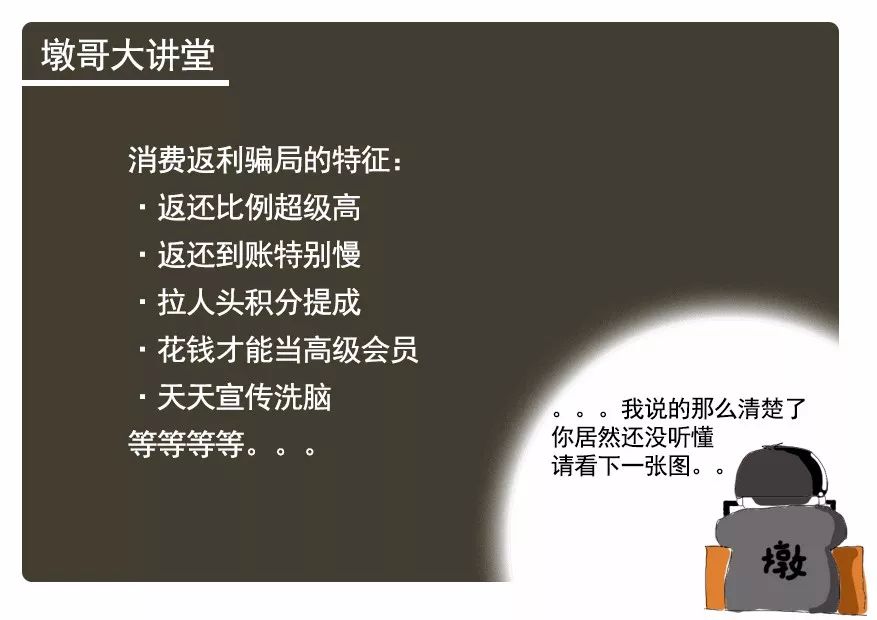 墩哥大讲堂
消费返利骗局的特征:
·返还比例超级高
·返还到账特别慢
·拉人头积分提成
·花钱才能当高级会员
·天天宣传洗脑
等等等等。。。
。。。我说的那么清楚了
你居然还没听懂
请看下一张图。。
墩